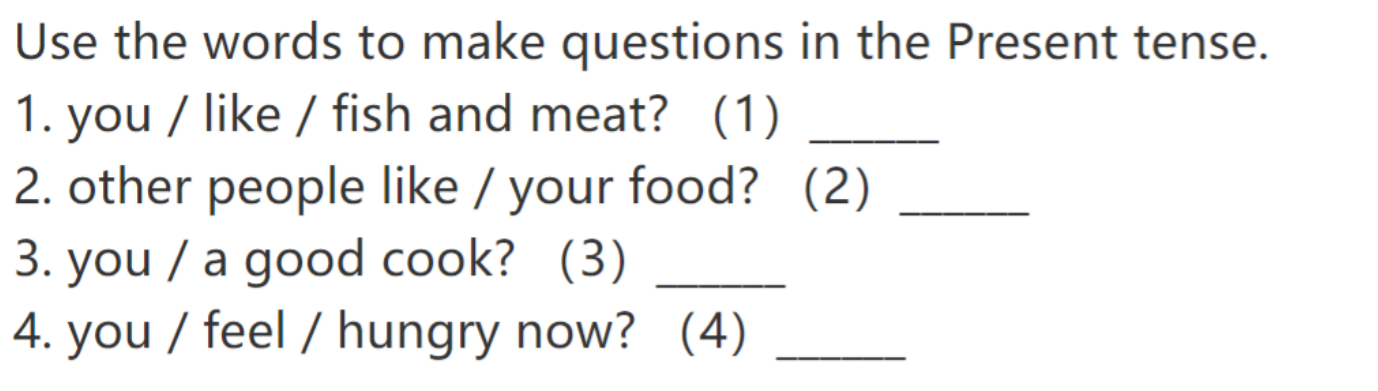 Use the words to make questions in the Present tense.
1. you / like / fish and meat? (1) ______
2. other people like / your food? (2) ______
3. you / a good cook? (3) ______
4. you / feel / hungry now? (4) ______